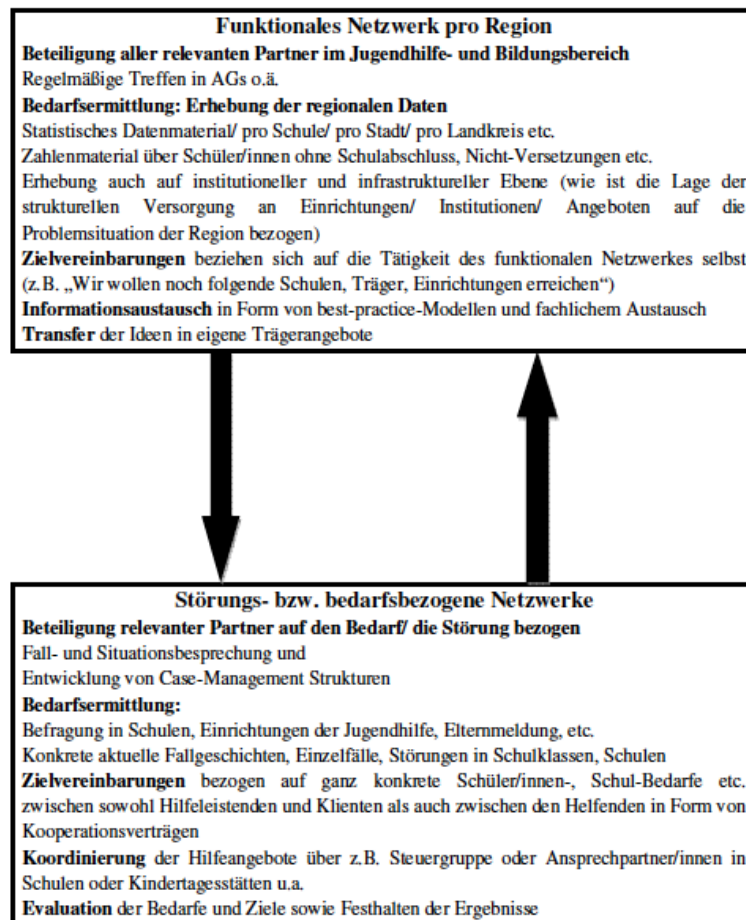 Funktionales Netzwerk pro Region
Beteiligung aller relevanten Partner im Jugendhilfe- und Bildungsbereich
Regelmäßige Treffen in AGs o.ä.
Bedarfsermittlung: Erhebung der regionalen Daten
Statistisches Datenmaterial/ pro Schule/ pro Stadt/ pro Landkreis etc.
Zahlenmaterial über Schüler/innen ohne Schulabschluss, Nicht-Versetzungen etc.
Erhebung auch auf institutioneller und infrastruktureller Ebene (wie ist die Lage der
strukturellen Versorgung an Einrichtungen/ Institutionen/ Angeboten auf die
Problemsituation der Region bezogen)
Zielvereinbarungen beziehen sich auf die Tätigkeit des funktionalen Netzwerkes selbst
(z.B. „Wir wollen noch folgende Schulen, Träger, Einrichtungen erreichen“)
Informationsaustausch in Form von best-practice-Modellen und fachlichem Austausch
Transfer der Ideen in eigene Trägerangebote
Störungs- bzw. bedarfsbezogene Netzwerke
Beteiligung relevanter Partner auf den Bedarf/ die Störung bezogen
Fall- und Situationsbesprechung und
Entwicklung von Case-Management Strukturen
Bedarfsermittlung:
Befragung in Schulen, Einrichtungen der Jugendhilfe, Elternmeldung, etc.
Konkrete aktuelle Fallgeschichten, Einzelfälle, Störungen in Schulklassen, Schulen
Zielvereinbarungen bezogen auf ganz konkrete Schüler/innen-, Schul-Bedarfe etc.
zwischen sowohl Hilfeleistenden und Klienten als auch zwischen den Helfenden in Form von
Kooperationsverträgen
Koordinierung der Hilfeangebote über z.B. Steuergruppe oder Ansprechpartner/innen in
Schulen oder Kindertagesstätten u.a.
Evaluation der Bedarfe und Ziele sowie Festhalten der Ergebnisse